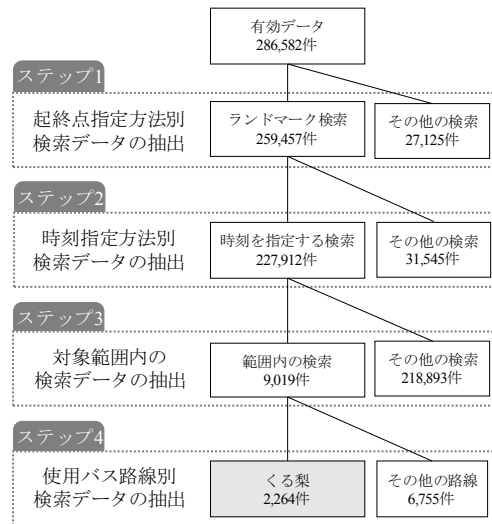 有効データ
286,582件
ステップ1
起終点指定方法別
検索データの抽出
ランドマーク検索
259,457件
その他の検索
27,125件
ステップ2
時刻指定方法別
検索データの抽出
時刻を指定する検索
227,912件
その他の検索
31,545件
ステップ3
対象範囲内の
検索データの抽出
範囲内の検索
9,019件
その他の検索
218,893件
ステップ4
使用バス路線別
検索データの抽出
くる梨
2,264件
その他の路線
6,755件